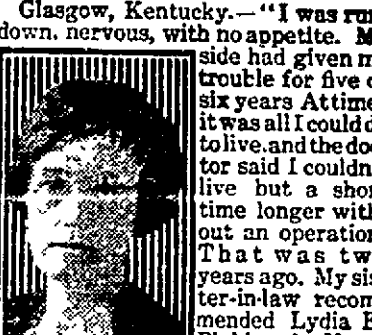 Glasgow, Kentucky.—"I was run
down, nervous, with no appetite. M
side had given m
trouble for five o
six years At time
it was all I could d
to live. and the doc
tor said I couldn
live but a shor
time longer with
out an operation
That was tw
years ago. My sis
ter-in-law recom
mended Lydia E